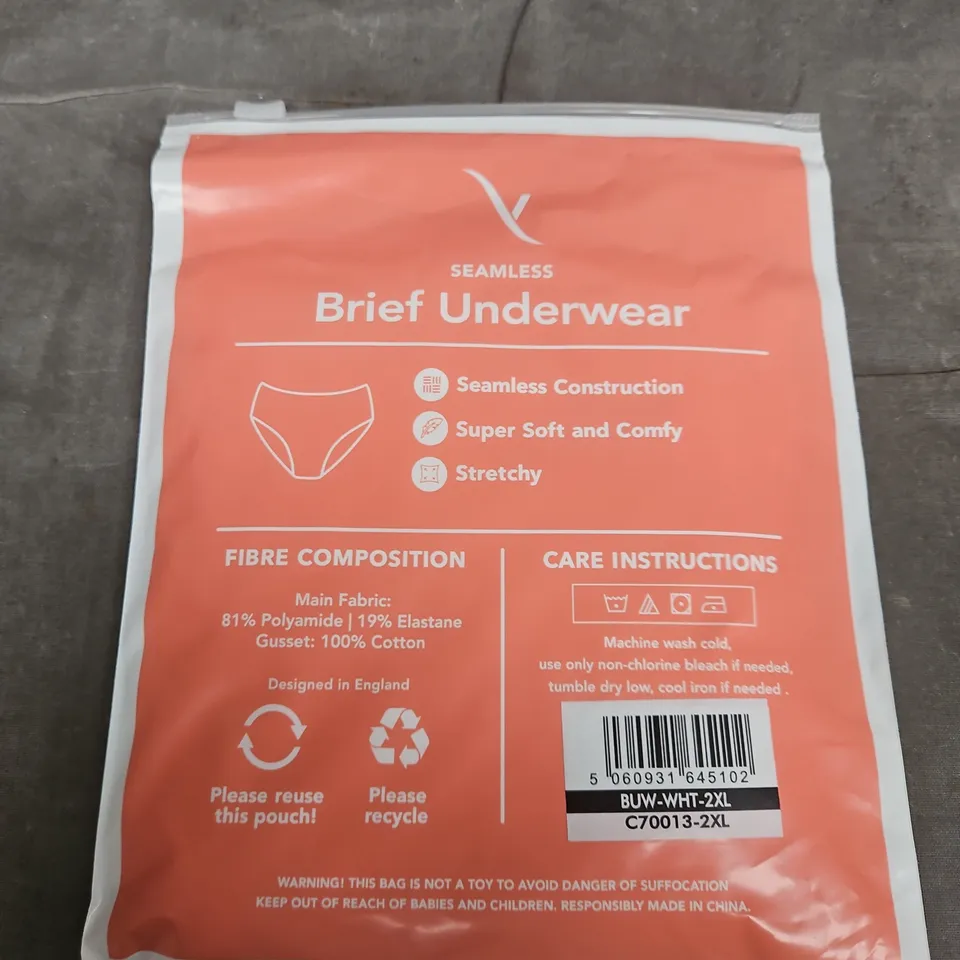 SEAMLESS
Brief Underwear
Seamless Construction
Super Soft and Comfy
Stretchy
FIBRE COMPOSITION
Main Fabric:
81% Polyamide | 19% Elastane
Gusset: 100% Cotton
Designed in England
Please reuse
this pouch!
Please
recycle
CARE INSTRUCTIONS
Machine wash cold,
use only non-chlorine bleach if needed,
tumble dry low, cool iron if needed .
5 060931 645102
BUW-WHT-2XL
C70013-2XL
WARNING! THIS BAG IS NOT A TOY TO AVOID DANGER OF SUFFOCATION
KEEP OUT OF REACH OF BABIES AND CHILDREN. RESPONSIBLY MADE IN CHINA.